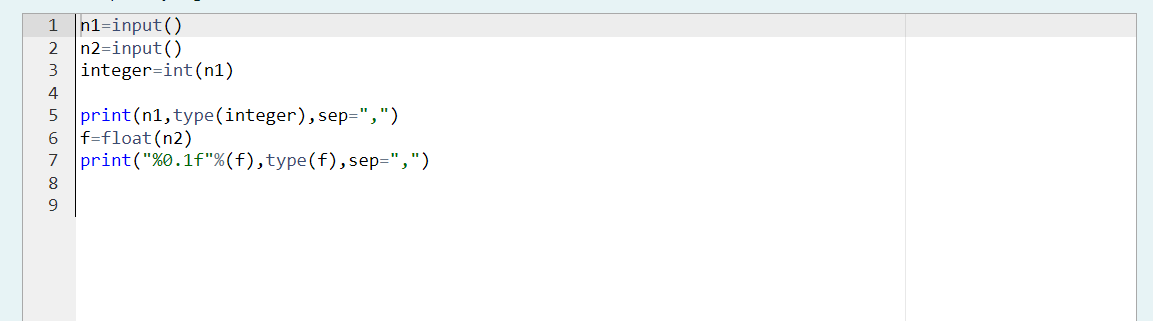 1 n1=input()
2 n2=input()
3 integer=int(n1)
4
5 print(n1,type(integer),sep=",")
6 f=float(n2)
7 print("%0.1f"%(f),type(f),sep=",")
8
9